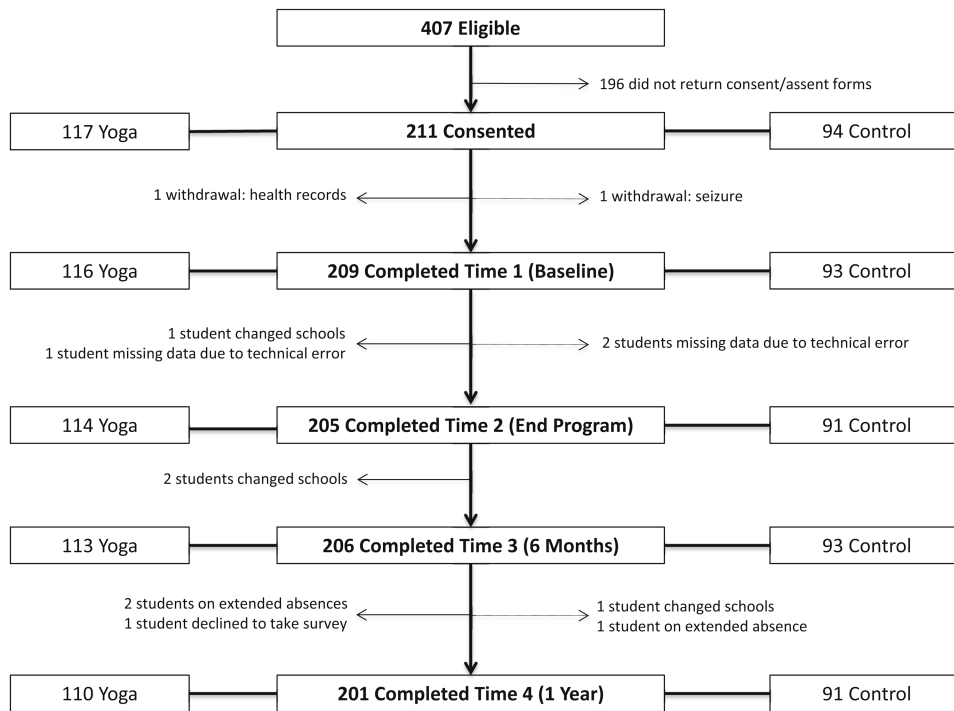 407 Eligible
196 did not return consent/assent forms
117 Yoga
211 Consented
94 Control
1 withdrawal: health records
1 withdrawal: seizure
116 Yoga
209 Completed Time 1 (Baseline)
93 Control
1 student changed schools
1 student missing data due to technical error
2 students missing data due to technical error
114 Yoga
205 Completed Time 2 (End Program)
91 Control
2 students changed schools
113 Yoga
206 Completed Time 3 (6 Months)
93 Control
2 students on extended absences
1 student declined to take survey
1 student changed schools
1 student on extended absence
110 Yoga
201 Completed Time 4 (1 Year)
91 Control